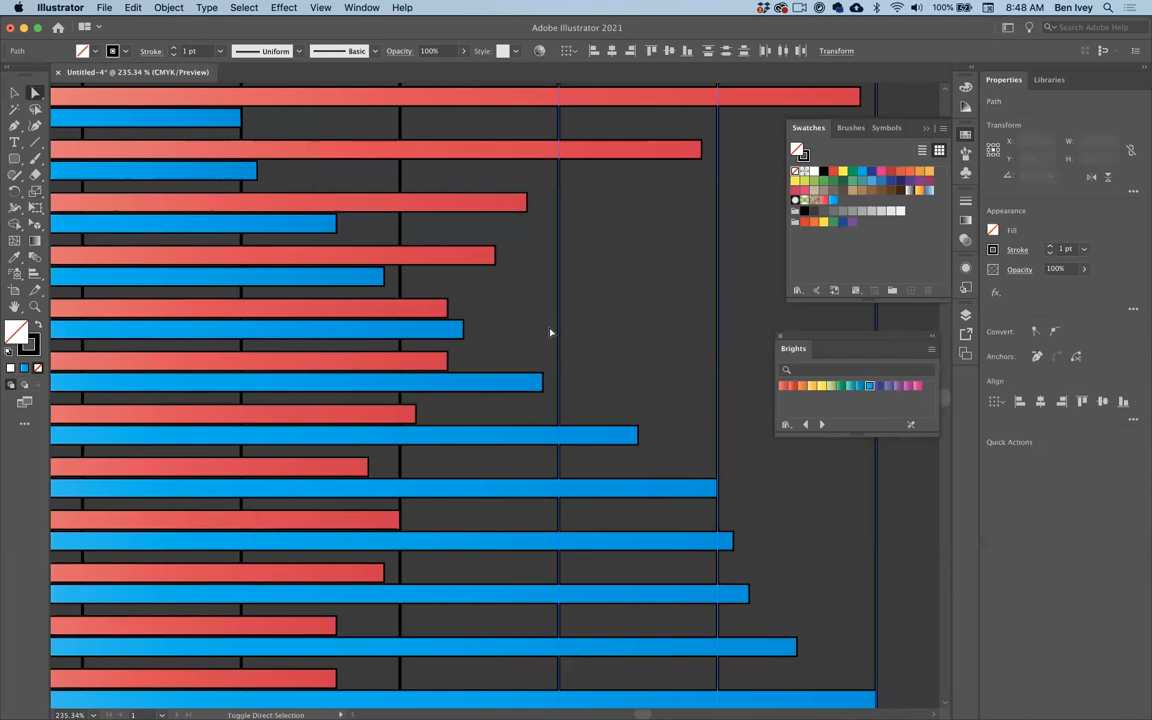 Illustrator File Edit Object Type Select Effect View Window Help 100% 8:48 AM Ben Ivey
Adobe Illustrator 2021 Adobe Stock
Path Stroke: 1 pt Uniform Basic Opacity: 100% Style: Transform
× Untitled-4* @ 235.34 % (CMYK/Preview)
Properties Libraries
Path
Transform
X: W:
Y: H:
Swatches Brushes Symbols
Appearance
Fill
Stroke 1 pt
Opacity 100%
fx.
Convert:
Anchors:
Align
Quick Actions
Brights
235.34% 1 Toggle Direct Selection